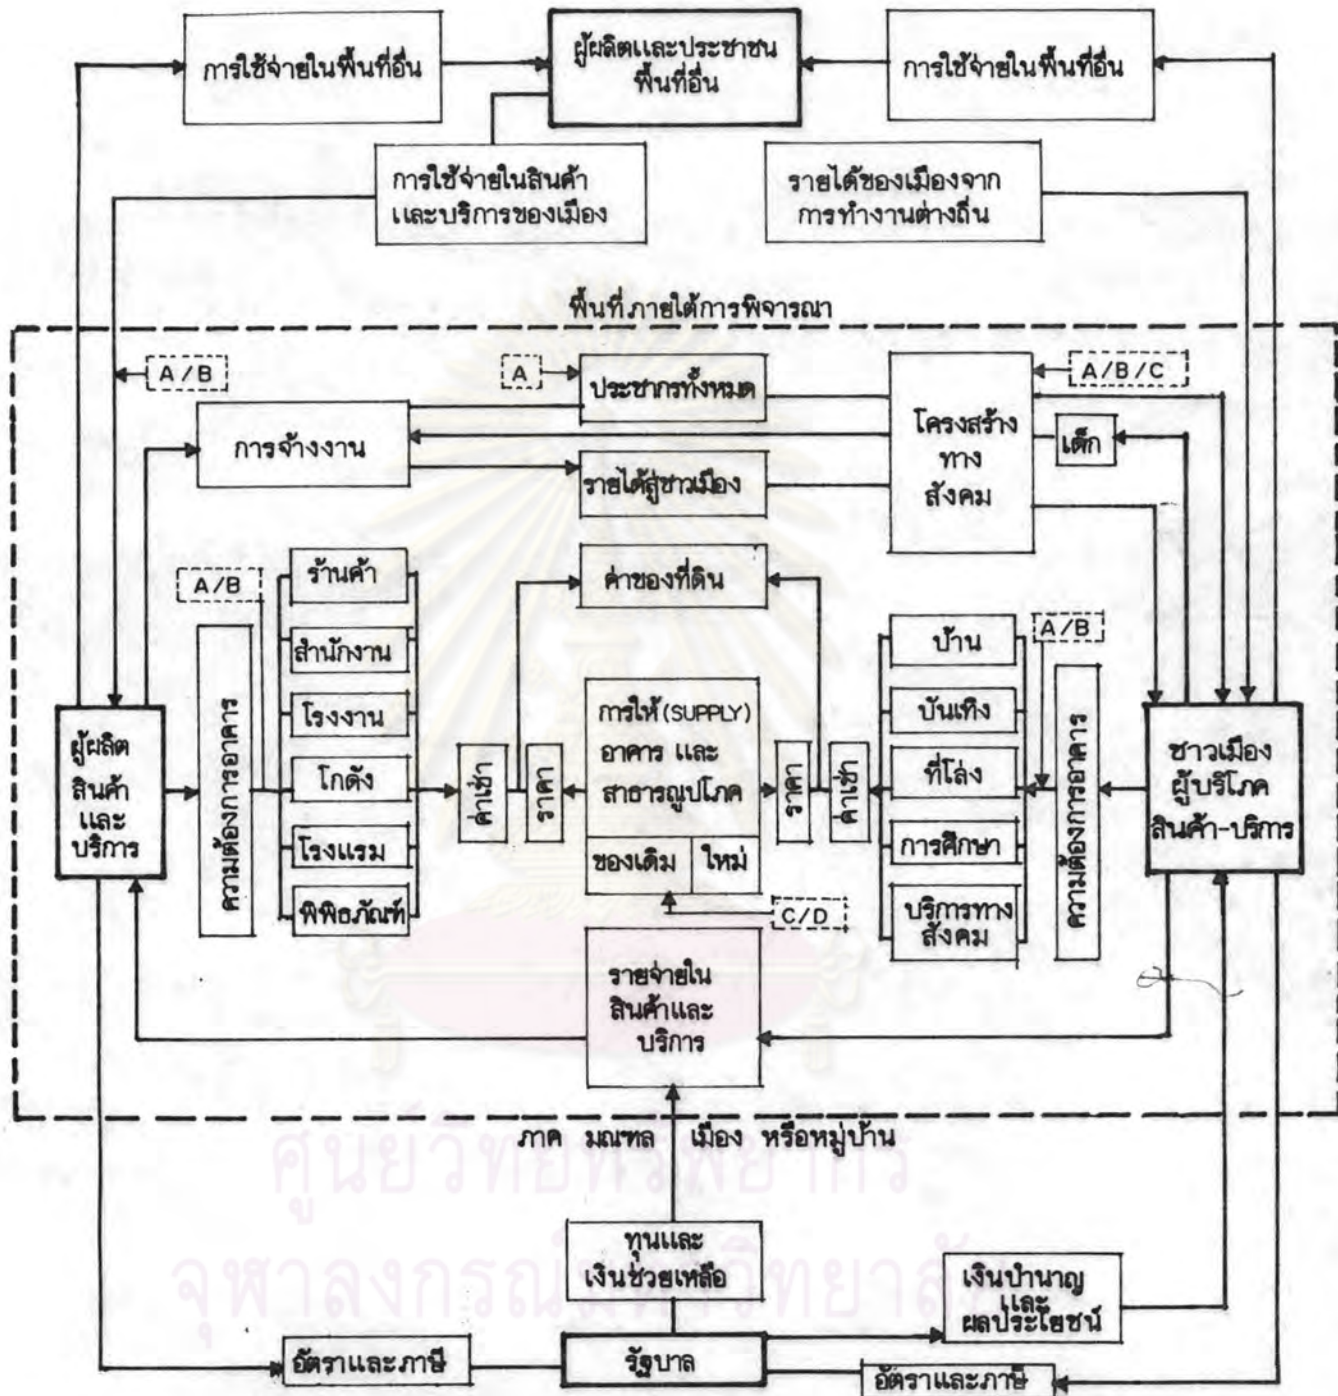 การใช้จ่ายในพื้นที่อื่น
ผู้ผลิตและประชาชน
พื้นที่อื่น
การใช้จ่ายในพื้นที่อื่น
การใช้จ่ายในสินค้า
และบริการของเมือง
รายได้ของเมืองจาก
การทำงานต่างถิ่น
พื้นที่ภายใต้การพิจารณา
A/B
A
ประชากรทั้งหมด
A/B/C
การจ้างงาน
โครงสร้าง
ทาง
สังคม
เด็ก
รายได้สู่ชาวเมือง
A/B
ร้านค้า
สำนักงาน
โรงงาน
โกดัง
โรงแรม
พิพิธภัณฑ์
ค่าของที่ดิน
A/B
บ้าน
บันเทิง
ที่โล่ง
การศึกษา
บริการทาง
สังคม
ผู้ผลิต
สินค้า
และ
บริการ
ความต้องการอาคาร
ค่าเช่า
ราคา
การให้(SUPPLY)
อาคาร และ
สาธารณูปโภค
ของเดิม
ใหม่
C/D
ราคา
ค่าเช่า
ความต้องการอาคาร
ชาวเมือง
ผู้บริโภค
สินค้า-บริการ
รายจ่ายใน
สินค้าและ
บริการ
ภาค มณฑล เมือง หรือหมู่บ้าน
ศูนย์วิทยทรัพยากร
จุฬาลงกรณ์มหาวิทยาลัย
ทุนและ
เงินช่วยเหลือ
เงินบำนาญ
และ
ผลประโยชน์
อัตราและภาษี
รัฐบาล
อัตราและภาษี